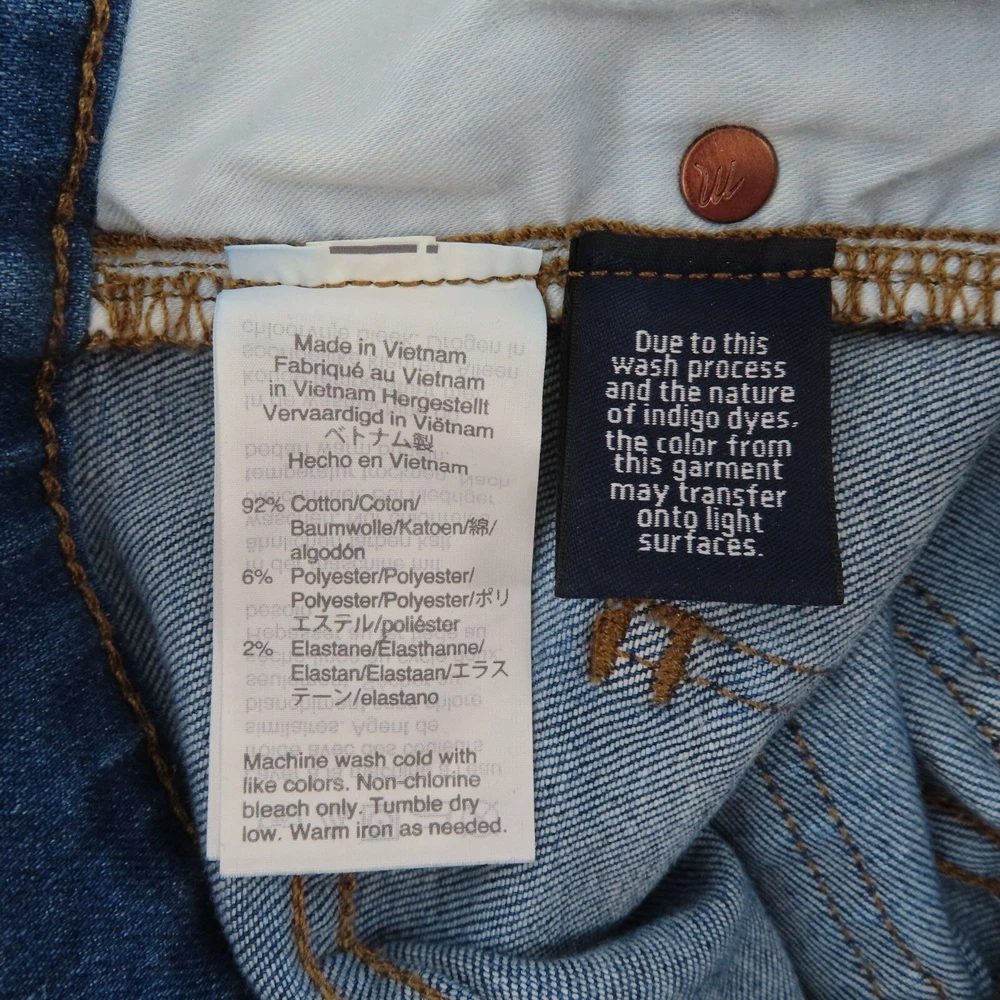 Made in Vietnam
Fabriqué au Vietnam
in Vietnam Hergestellt
Vervaardigd in Viëtnam
ベトナム製
Hecho en Vietnam
92% Cotton/Coton/
Baumwolle/Katoen/綿/
algodón
6% Polyester/Polyester/
Polyester/Polyester/ポリ
エステル/poliéster
2% Elastane/Élasthanne/
Elastan/Elastaan/エラス
テーン/elastano
Machine wash cold with
like colors. Non-chlorine
bleach only. Tumble dry
low. Warm iron as needed.
Due to this
wash process
and the nature
of indigo dyes,
the color from
this garment
may transfer
onto light
surfaces.